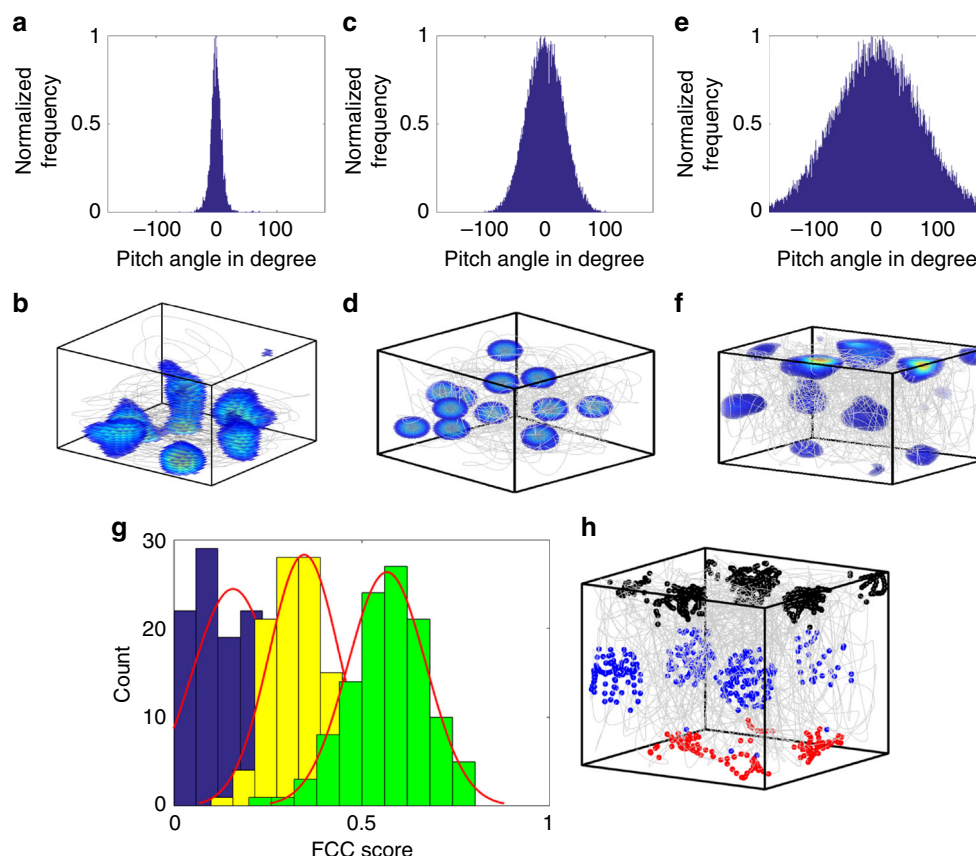 a
c
e
1
0.5
0
Normalized
frequency
−100 0 100
Pitch angle in degree
1
0.5
0
Normalized
frequency
−100 0 100
Pitch angle in degree
1
0.5
0
Normalized
frequency
−100 0 100
Pitch angle in degree
b
d
f
g
h
30
20
10
0
Count
0 0.5 1
FCC score